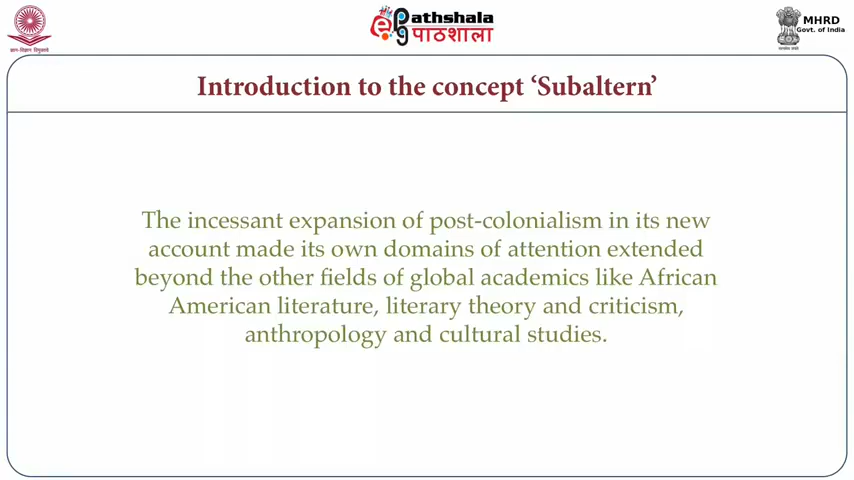 ePathshala
पाठशाला
MHRD
Govt. of India
Introduction to the concept ‘Subaltern’
The incessant expansion of post-colonialism in its new
account made its own domains of attention extended
beyond the other fields of global academics like African
American literature, literary theory and criticism,
anthropology and cultural studies.